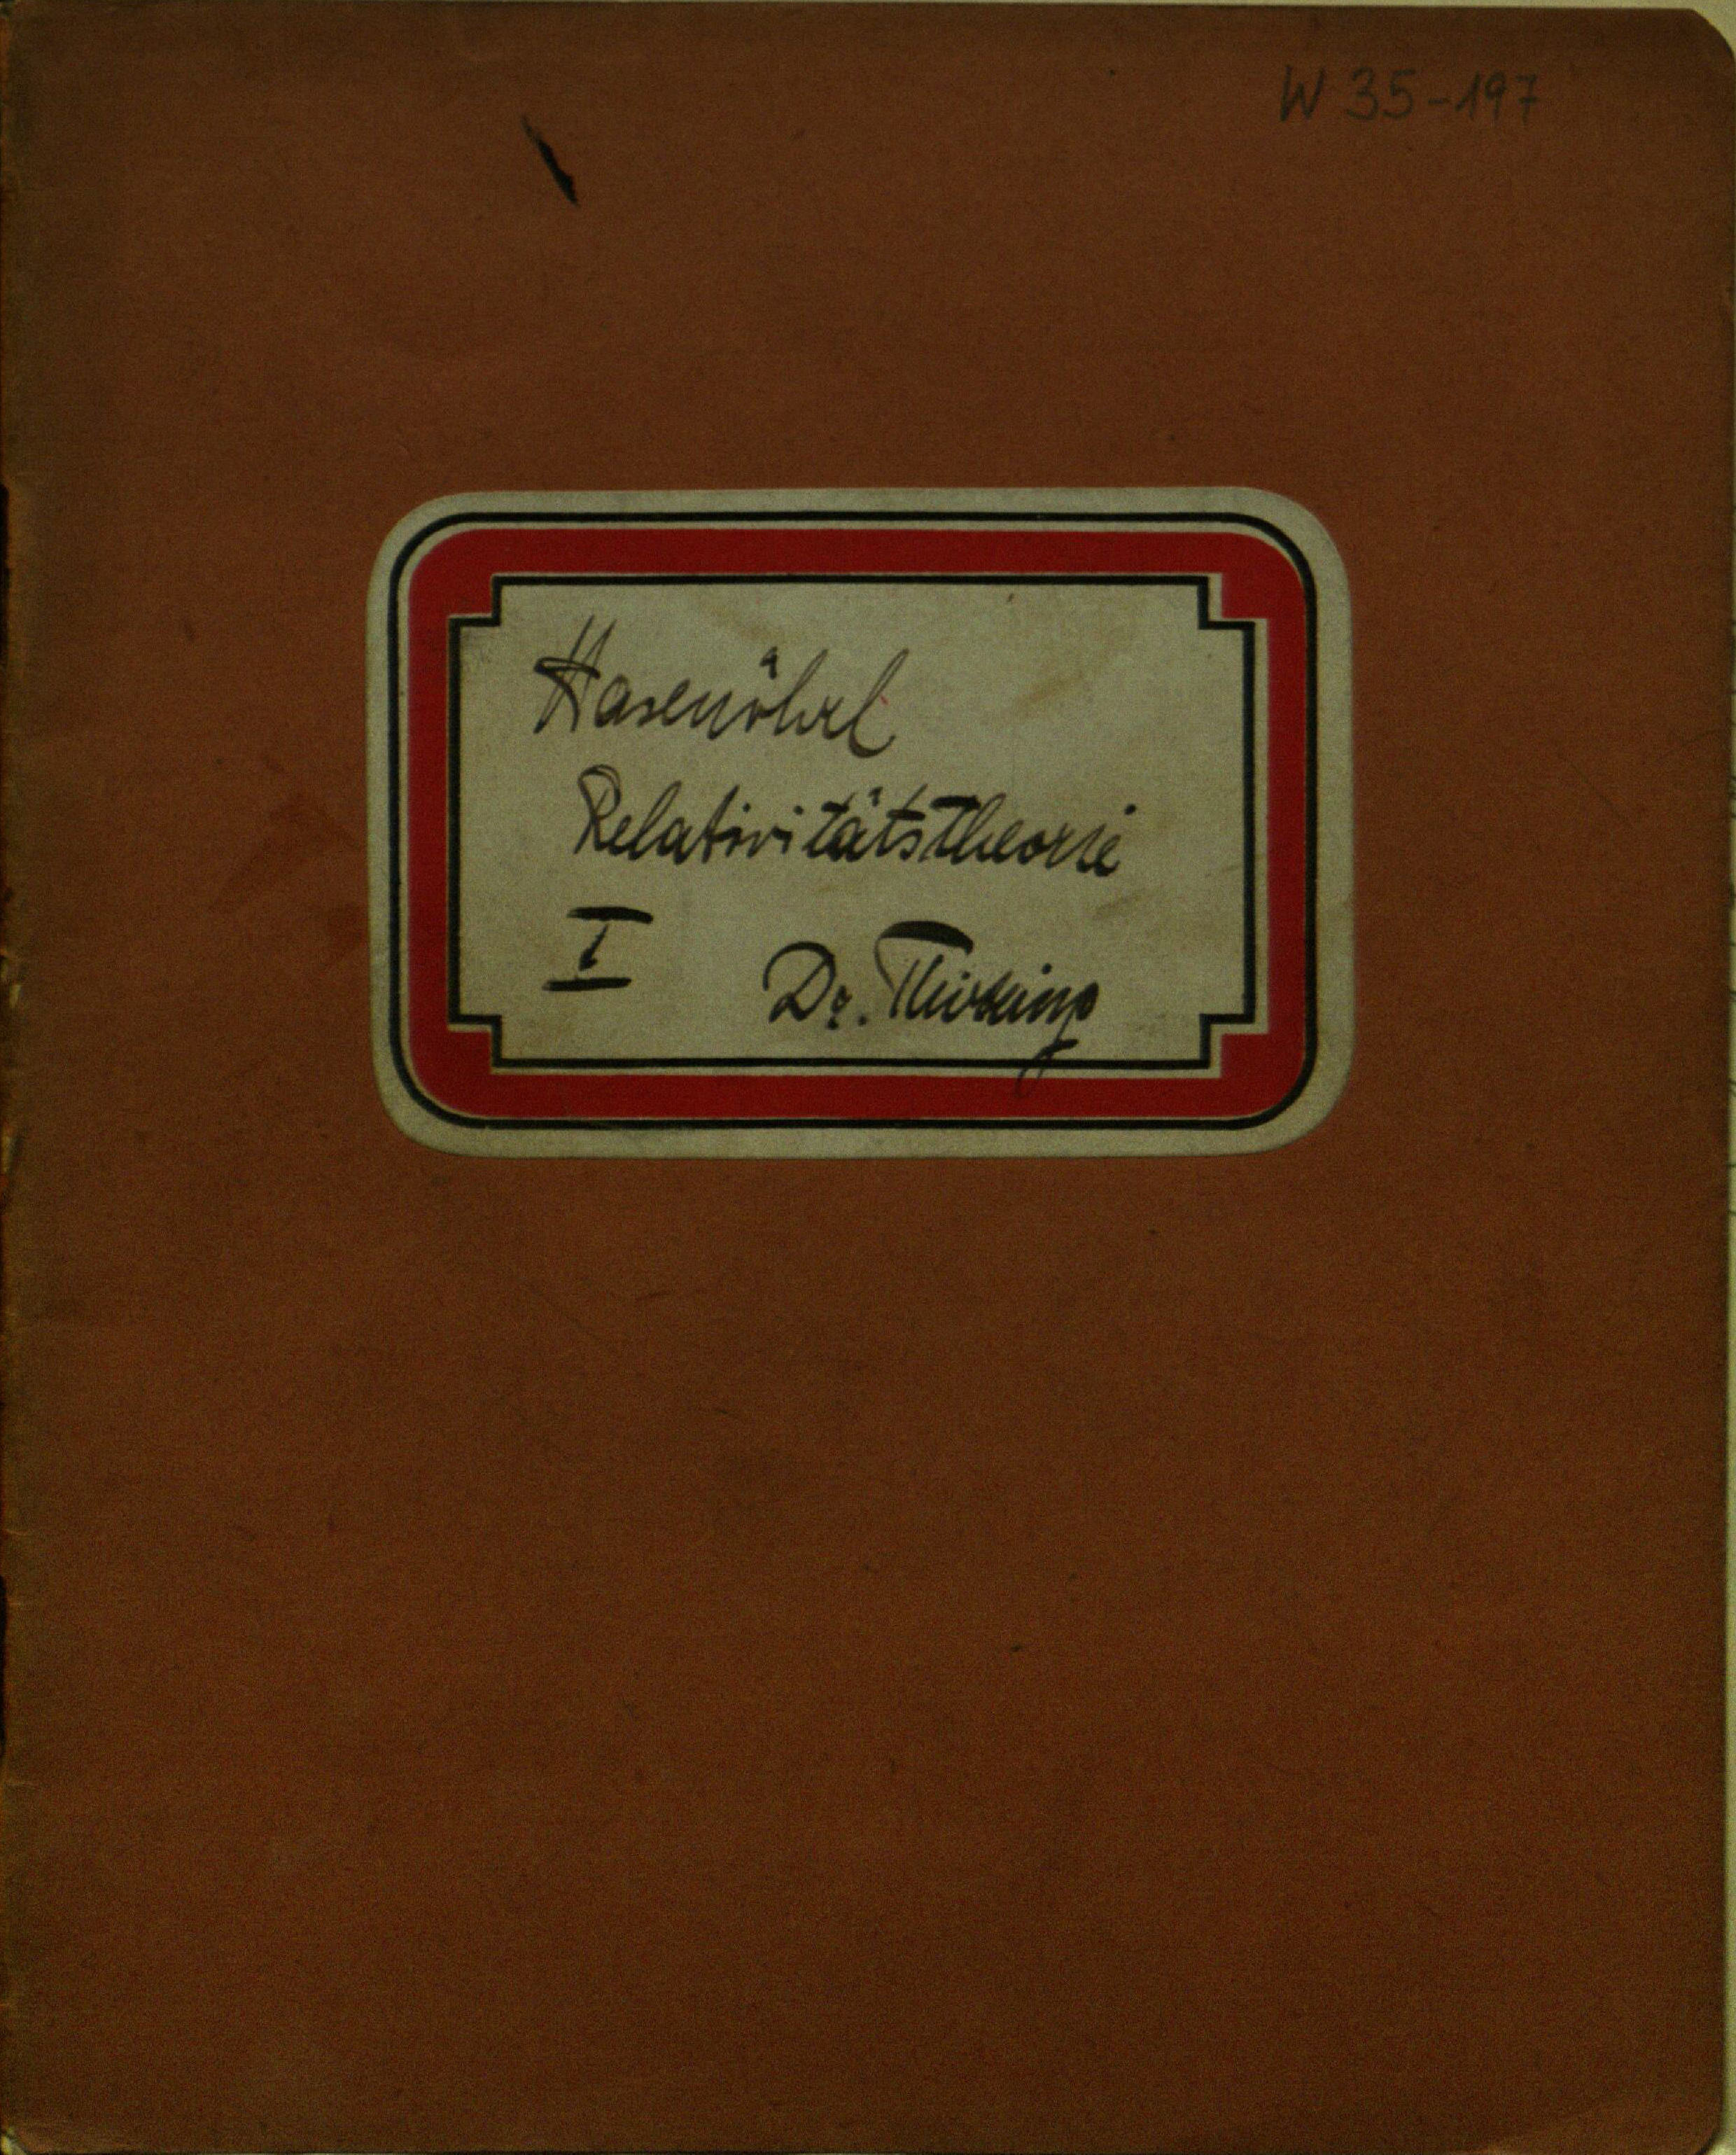 W 35-197
Hasenöhrl
Relativitätstheorie
I Dr. Thirring